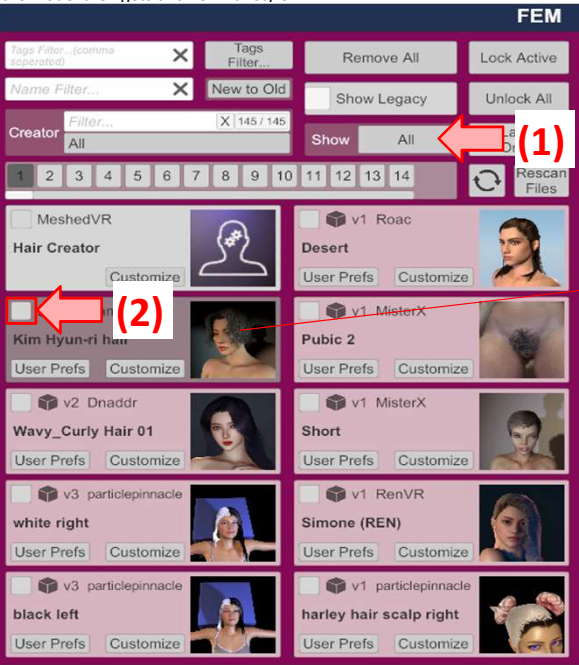 FEM
Tags Filter...(comma seperated)
Tags Filter...
Remove All
Lock Active
Name Filter...
New to Old
Show Legacy
Unlock All
Creator
Filter...
X
145 / 145
All
Show
All
(1)
1 2 3 4 5 6 7 8 9 10 11 12 13 14
Rescan Files
MeshedVR
Hair Creator
Customize
v1 Roac
Desert
User Prefs Customize
(2)
Kim Hyun-ri hair
User Prefs Customize
v1 MisterX
Pubic 2
User Prefs Customize
v2 Dnaddr
Wavy_Curly Hair 01
User Prefs Customize
v1 MisterX
Short
User Prefs Customize
v3 particlepinnacle
white right
User Prefs Customize
v1 RenVR
Simone (REN)
User Prefs Customize
v3 particlepinnacle
black left
User Prefs Customize
v1 particlepinnacle
harley hair scalp right
User Prefs Customize